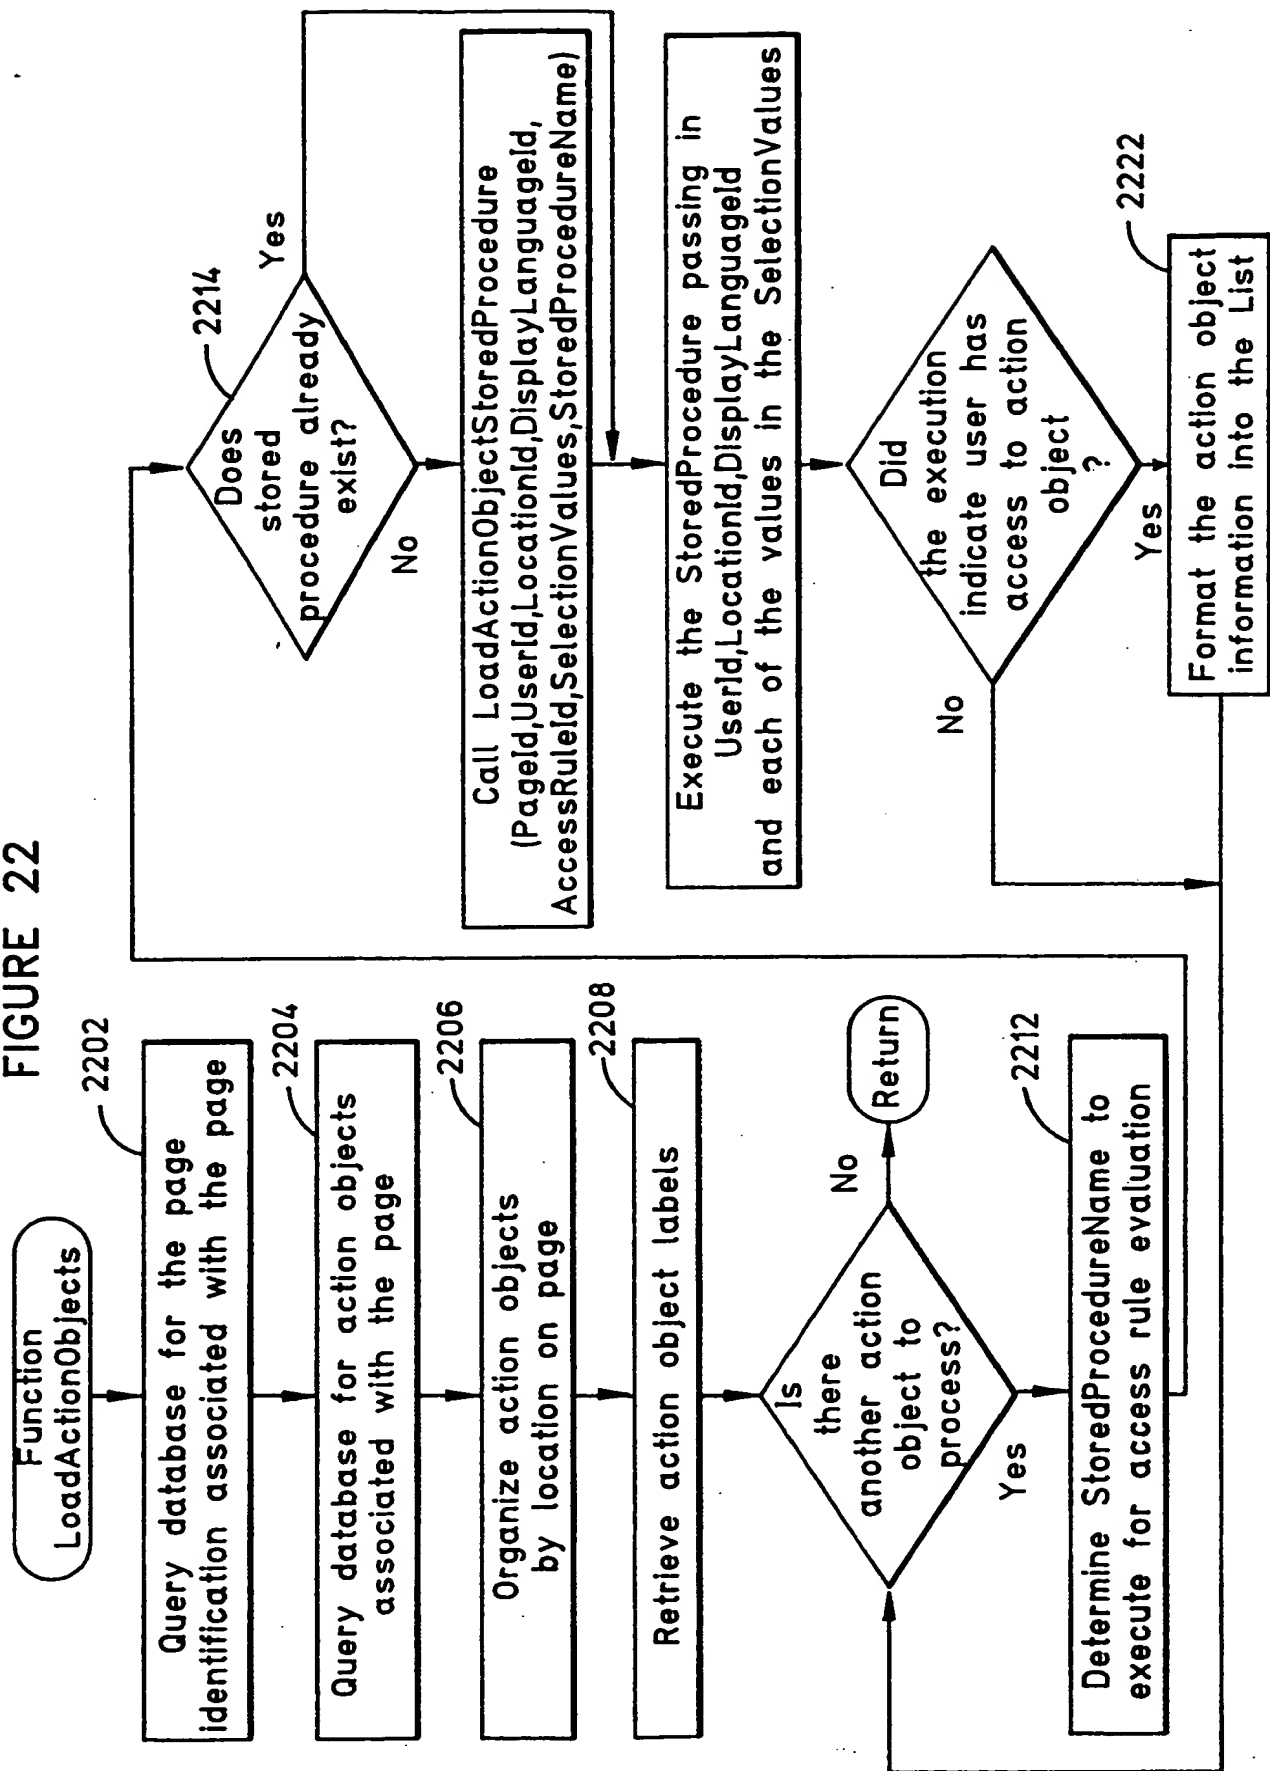 FIGURE 22
Function
LoadActionObjects
2202
Query database for the page
identification associated with the page
2204
Query database for action objects
associated with the page
2206
Organize action objects
by location on page
2208
Retrieve action object labels
Is
there
another action
object to
process?
No
Return
Yes
2212
Determine StoredProcedureName to
execute for access rule evaluation
2214
Does
stored
procedure already
exist?
Yes
No
Call LoadActionObjectStoredProcedure
(PageId,UserId,LocationId,DisplayLanguageId,
AccessRuleId,SelectionValues,StoredProcedureName)
Execute the StoredProcedure passing in
UserId,LocationId,DisplayLanguageId
and each of the values in the SelectionValues
Did
the execution
indicate user has
access to action
object
?
No
Yes
2222
Format the action object
information into the List